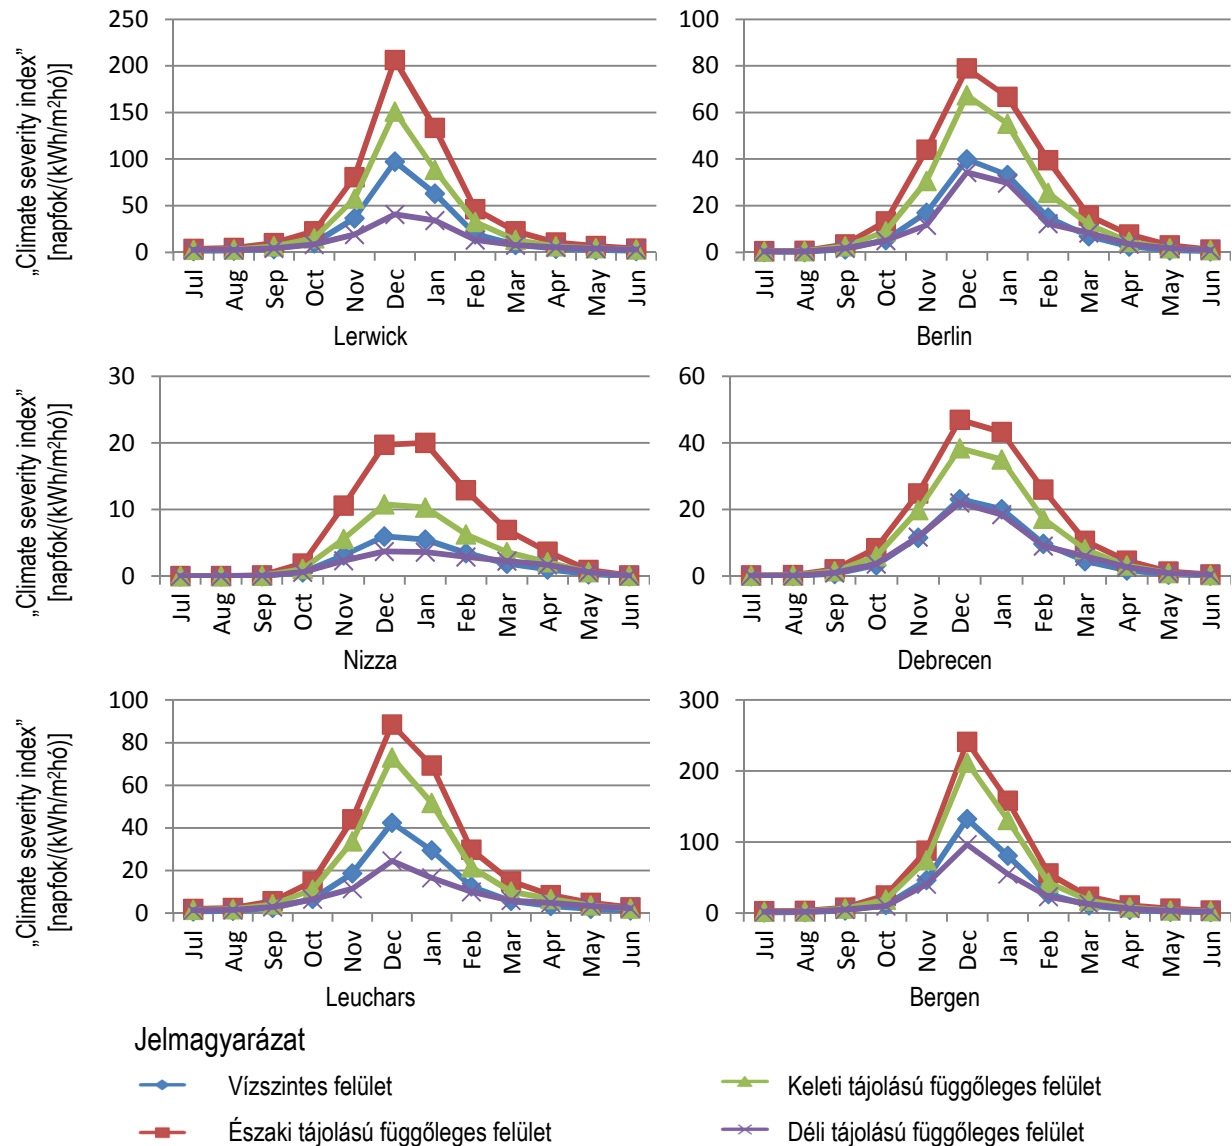 „Climate severity index”
[napfok/(kWh/m²hó)]
250
200
150
100
50
0
Jul Aug Sep Oct Nov Dec Jan Feb Mar Apr May Jun
Lerwick
100
80
60
40
20
0
Jul Aug Sep Oct Nov Dec Jan Feb Mar Apr May Jun
Berlin
„Climate severity index”
[napfok/(kWh/m²hó)]
30
20
10
0
Jul Aug Sep Oct Nov Dec Jan Feb Mar Apr May Jun
Nizza
60
40
20
0
Jul Aug Sep Oct Nov Dec Jan Feb Mar Apr May Jun
Debrecen
„Climate severity index”
[napfok/(kWh/m²hó)]
100
80
60
40
20
0
Jul Aug Sep Oct Nov Dec Jan Feb Mar Apr May Jun
Leuchars
300
200
100
0
Jul Aug Sep Oct Nov Dec Jan Feb Mar Apr May Jun
Bergen
Jelmagyarázat
Vízszintes felület
Keleti tájolású függőleges felület
Északi tájolású függőleges felület
Déli tájolású függőleges felület